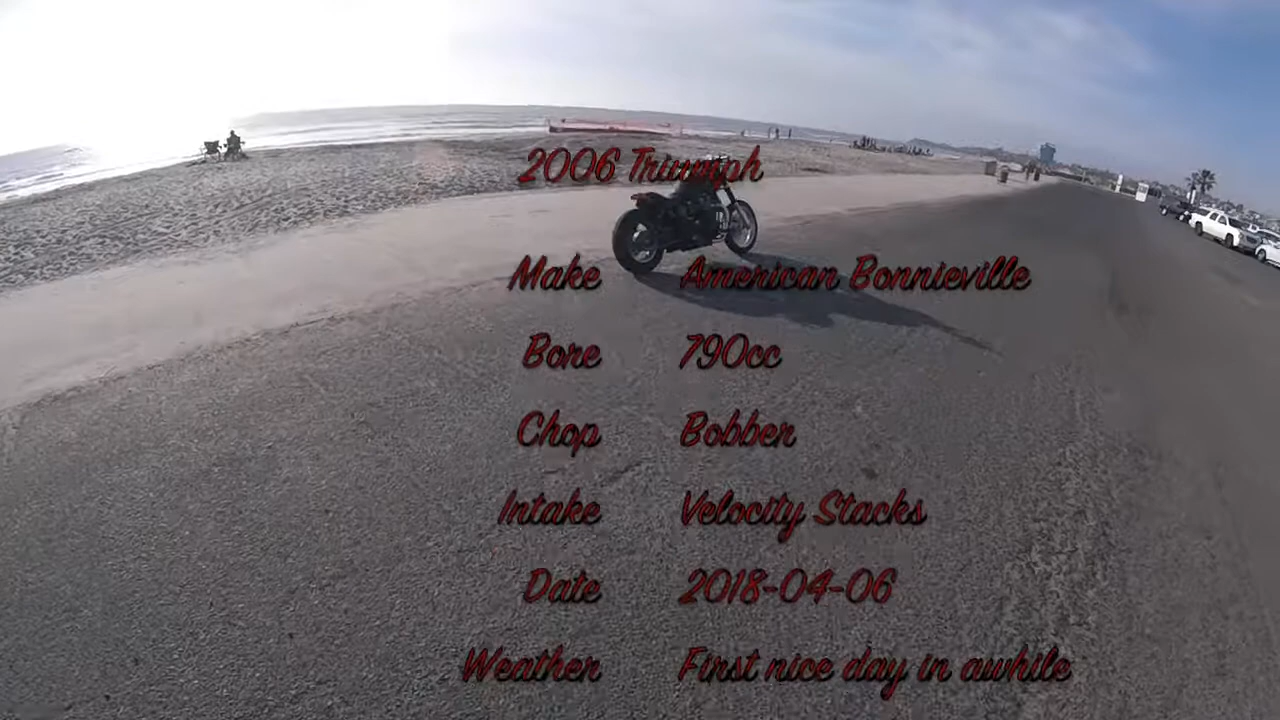 2006 Triumph
Make American Bonnieville
Bore 790cc
Chop Bobber
Intake Velocity Stacks
Date 2018-04-06
Weather First nice day in awhile